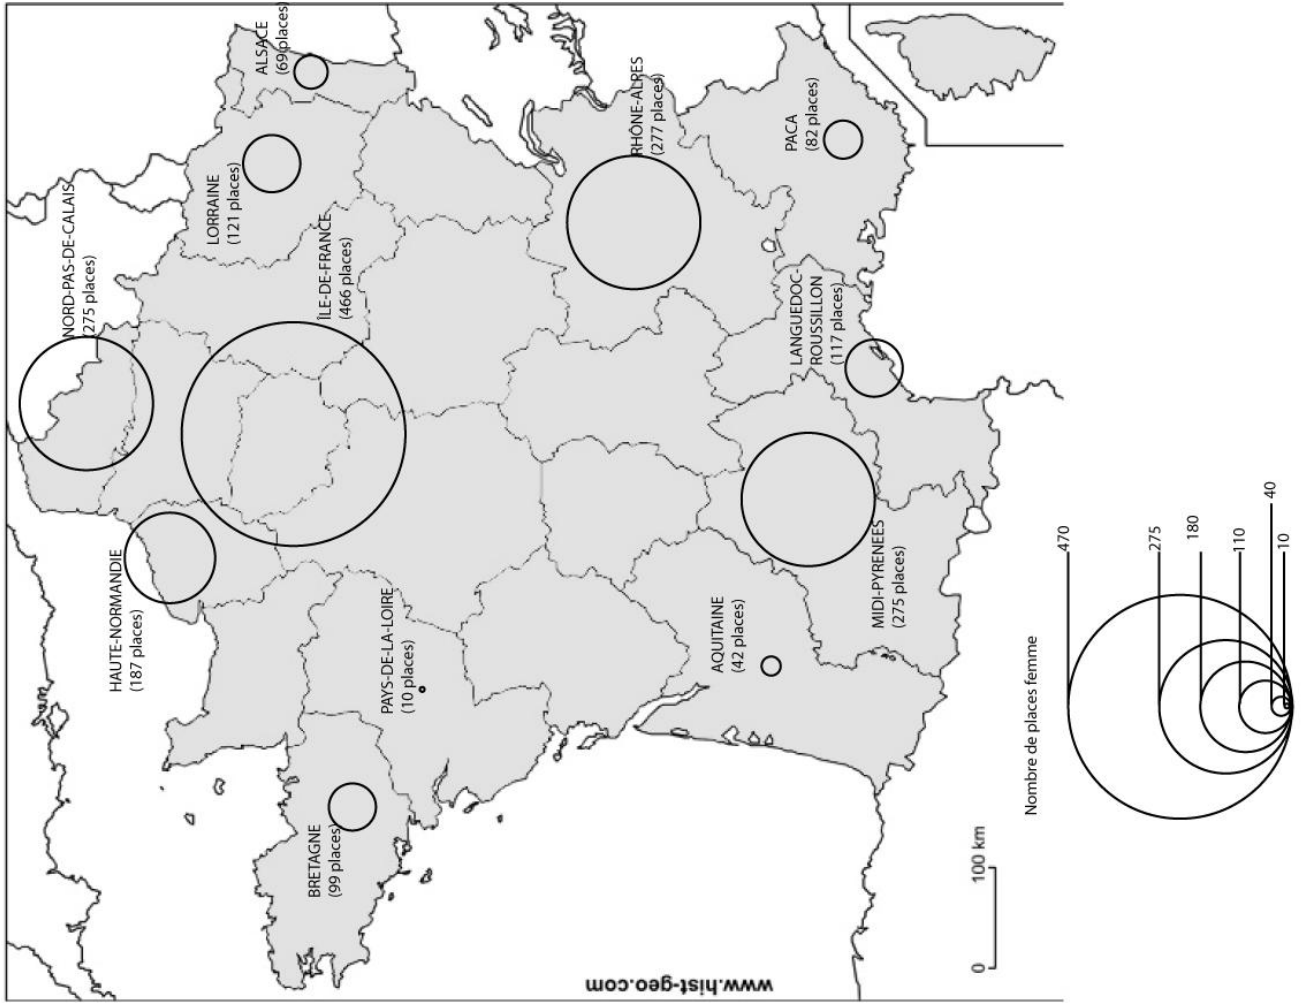 NORD-PAS-DE-CALAIS
(275 places)
HAUTE-NORMANDIE
(187 places)
LORRAINE
(121 places)
ALSACE
(69 places)
ÎLE-DE-FRANCE
(466 places)
BRETAGNE
(99 places)
PAYS-DE-LA-LOIRE
(10 places)
RHÔNE-ALPES
(277 places)
AQUITAINE
(42 places)
MIDI-PYRENEES
(275 places)
LANGUEDOC-
ROUSSILLON
(117 places)
PACA
(82 places)
www.hist-geo.com
0 100 km
Nombre de places femme
470
275
180
110
40
10